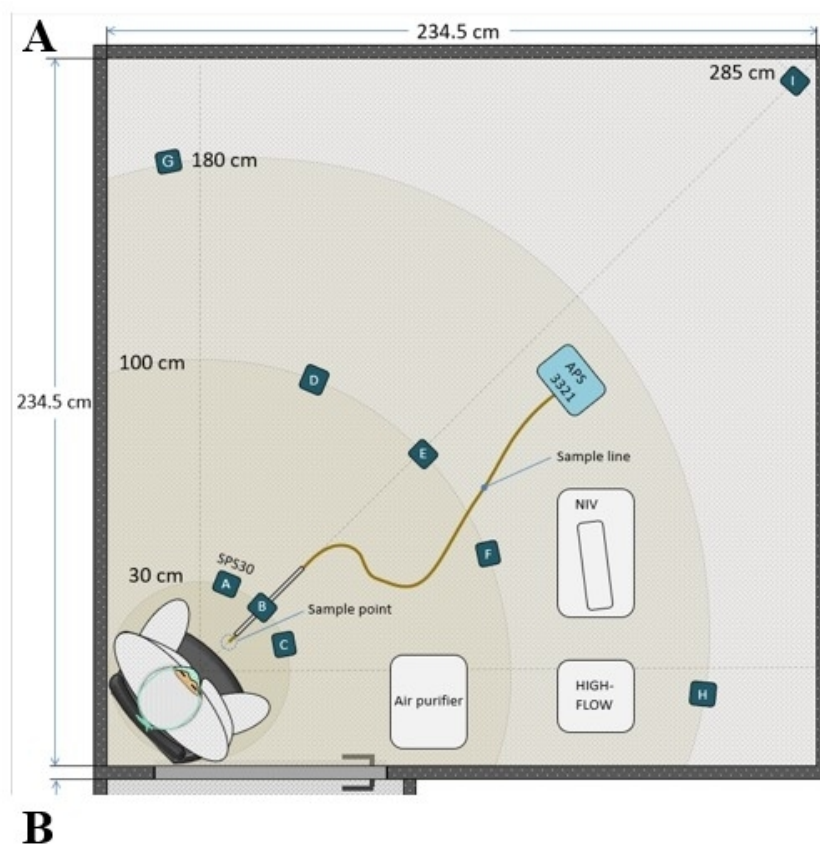 A
234.5 cm
285 cm
I
G
180 cm
100 cm
D
234.5 cm
APS
3321
E
Sample line
NIV
F
SPS30
30 cm
A
B
Sample point
C
Air purifier
HIGH-
FLOW
H
B